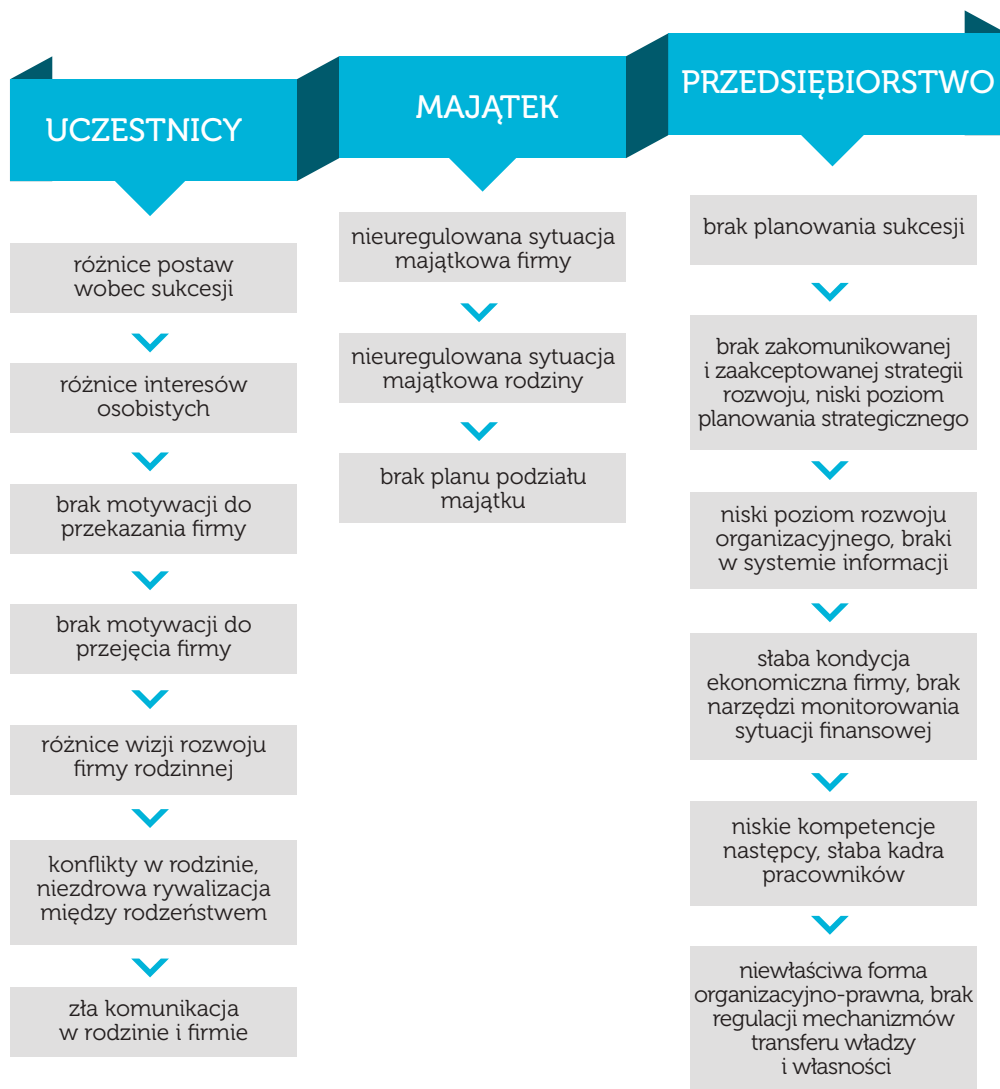 UCZESTNICY
różnice postaw
wobec sukcesji
różnice interesów
osobistych
brak motywacji do
przekazania firmy
brak motywacji do
przejęcia firmy
różnice wizji rozwoju
firmy rodzinnej
konflikty w rodzinie,
niezdrowa rywalizacja
między rodzeństwem
zła komunikacja
w rodzinie i firmie
MAJĄTEK
nieuregulowana sytuacja
majątkowa firmy
nieuregulowana sytuacja
majątkowa rodziny
brak planu podziału
majątku
PRZEDSIĘBIORSTWO
brak planowania sukcesji
brak zakomunikowanej
i zaakceptowanej strategii
rozwoju, niski poziom
planowania strategicznego
niski poziom rozwoju
organizacyjnego, braki
w systemie informacji
słaba kondycja
ekonomiczna firmy, brak
narzędzi monitorowania
sytuacji finansowej
niskie kompetencje
następcy, słaba kadra
pracowników
niewłaściwa forma
organizacyjno-prawna, brak
regulacji mechanizmów
transferu władzy
i własności